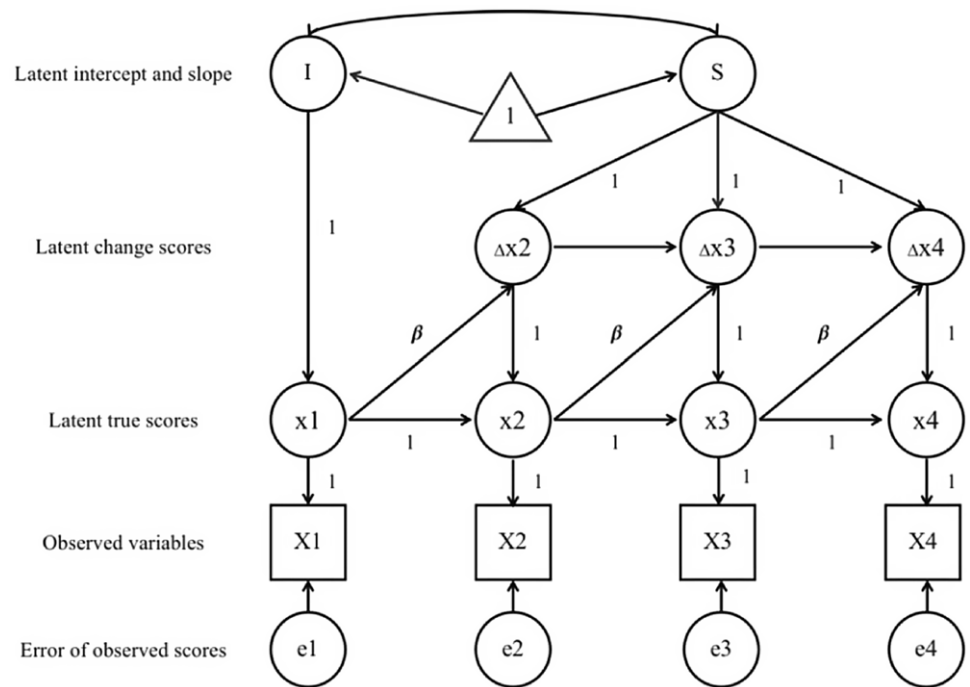 Latent intercept and slope
I
S
1
1
1
1
1
Latent change scores
Δx2
Δx3
Δx4
β
1
β
1
β
1
Latent true scores
x1
x2
x3
x4
1
1
1
1
1
1
1
Observed variables
X1
X2
X3
X4
Error of observed scores
e1
e2
e3
e4